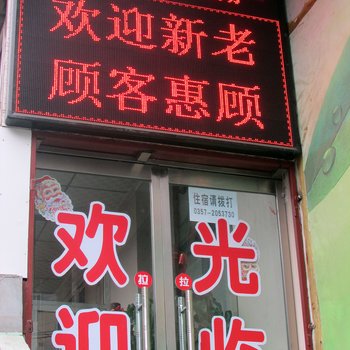 欢迎新老
顾客惠顾
住宿请拨打
0357-2053730
欢迎
光临
拉
拉